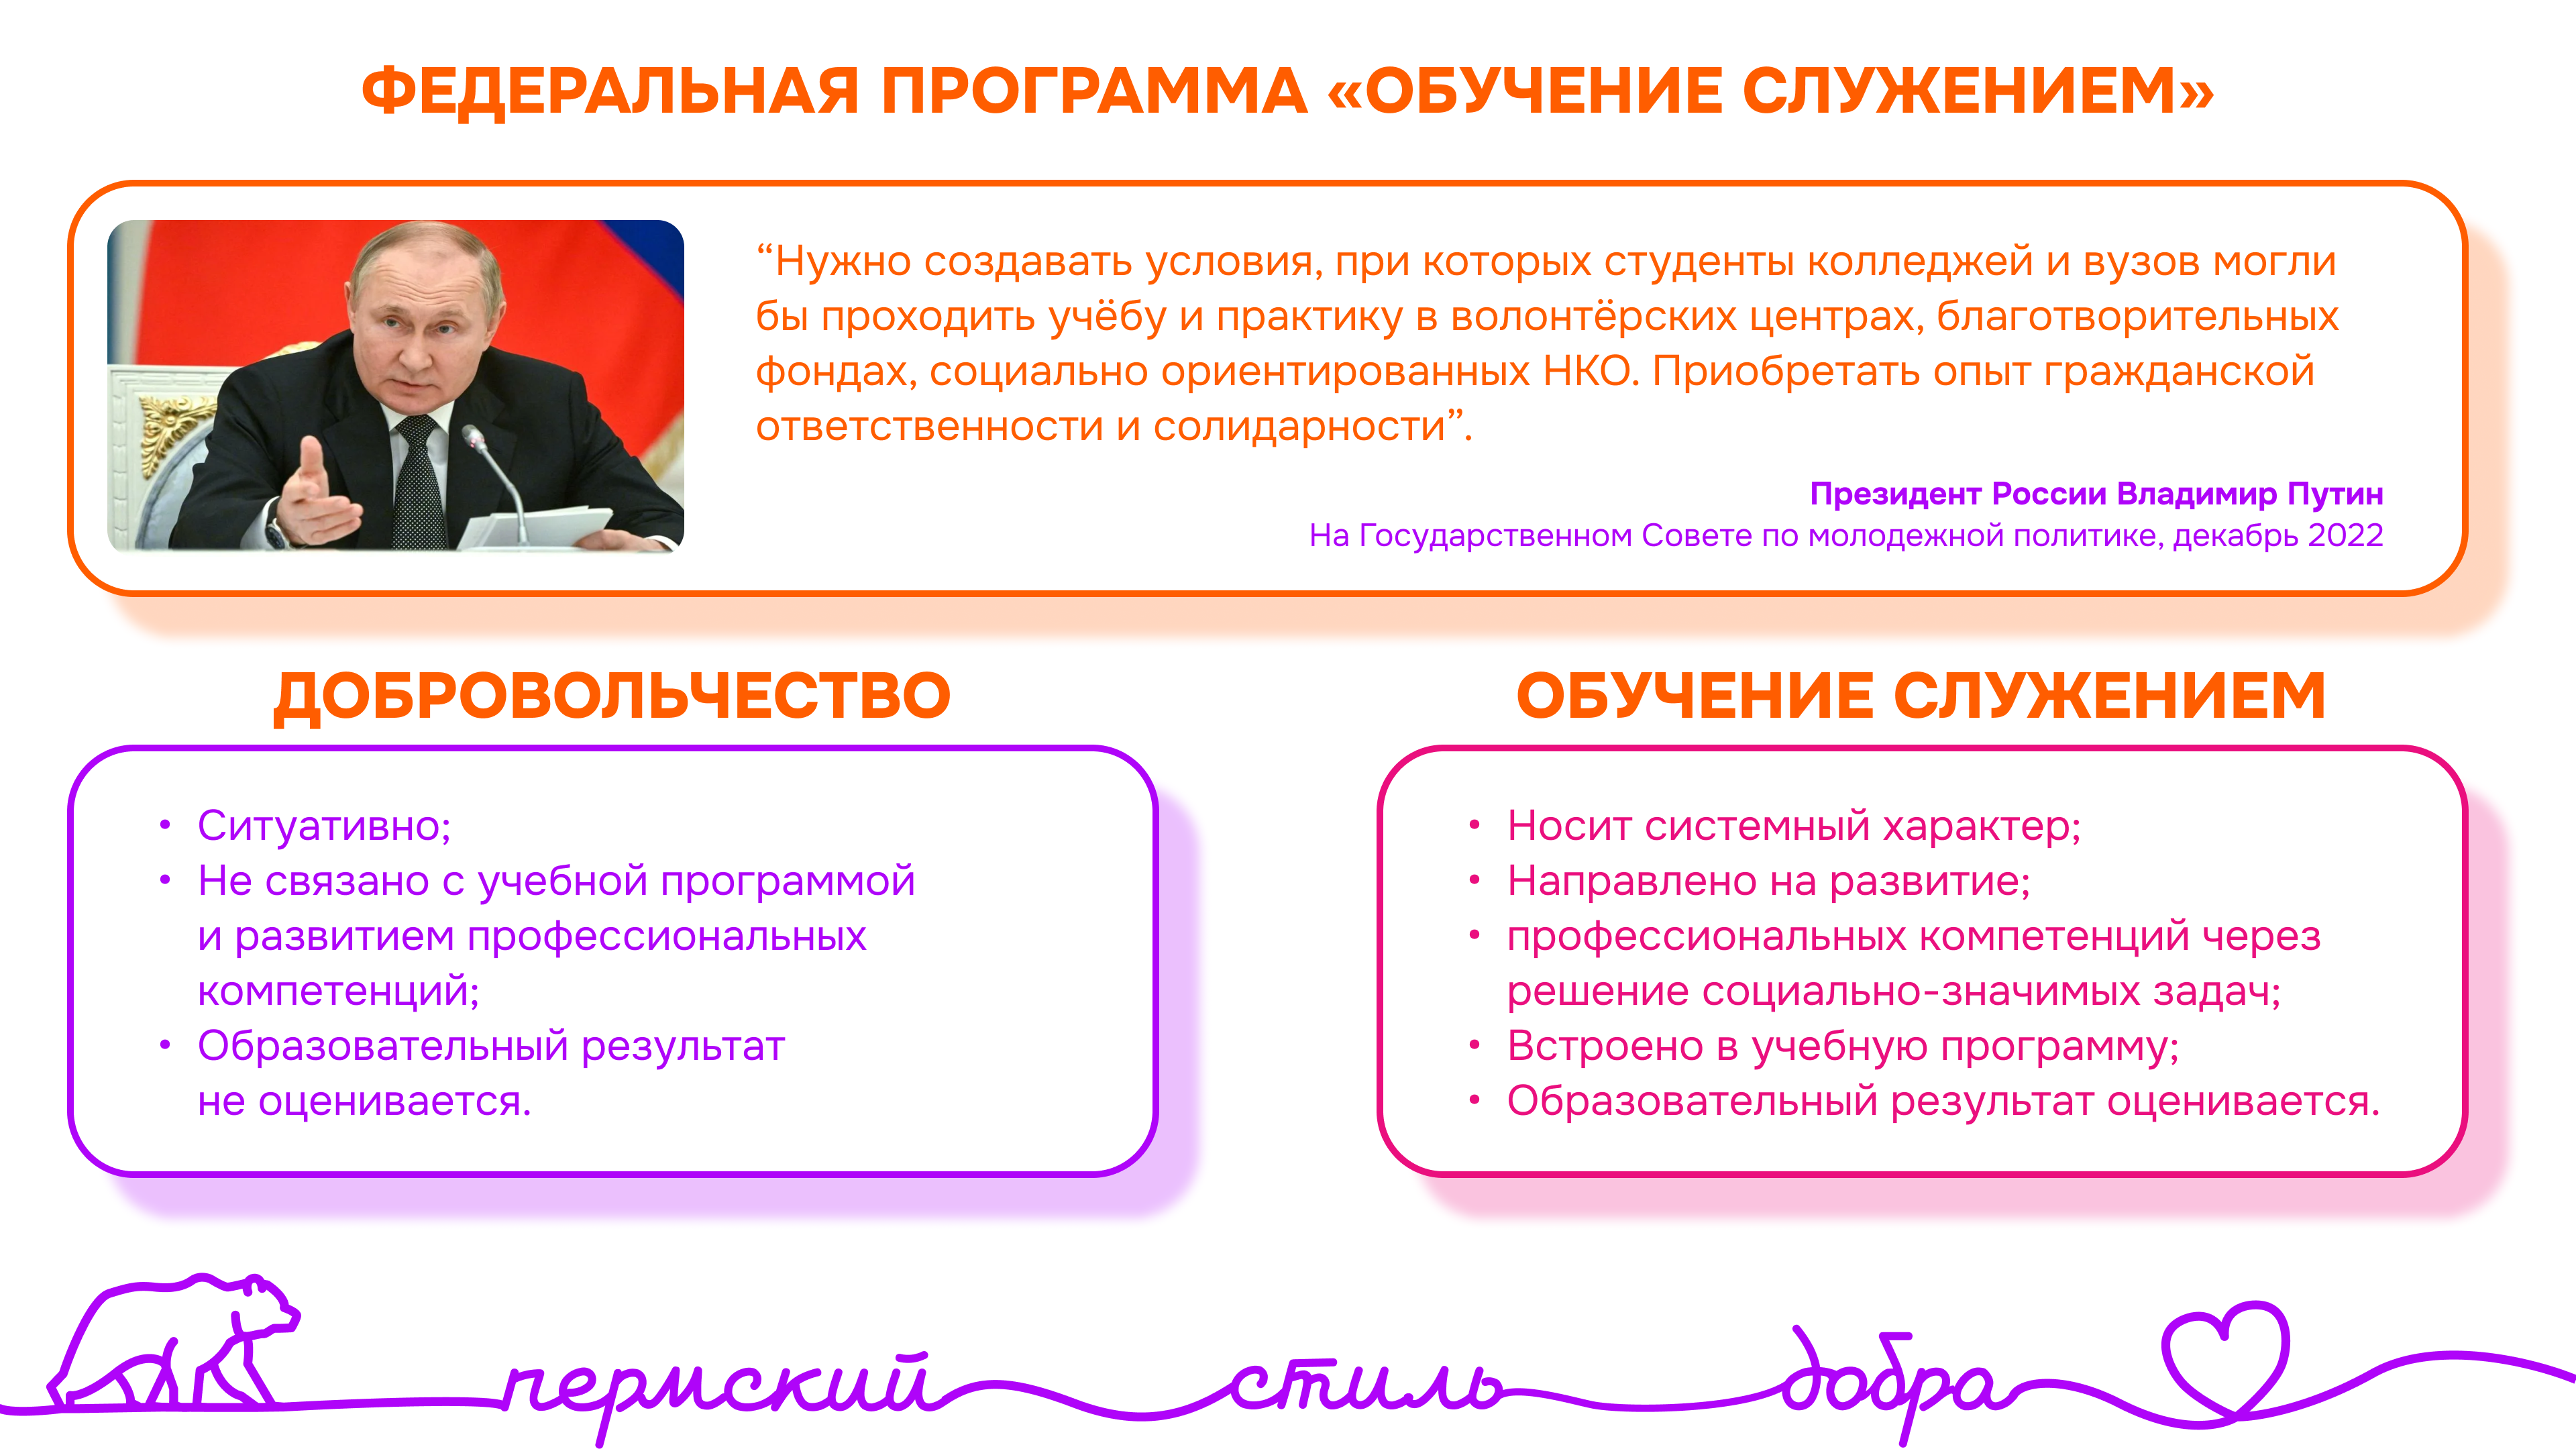 ФЕДЕРАЛЬНАЯ ПРОГРАММА «ОБУЧЕНИЕ СЛУЖЕНИЕМ»
“Нужно создавать условия, при которых студенты колледжей и вузов могли
бы проходить учёбу и практику в волонтёрских центрах, благотворительных
фондах, социально ориентированных НКО. Приобретать опыт гражданской
ответственности и солидарности”.
Президент России Владимир Путин
На Государственном Совете по молодежной политике, декабрь 2022
ДОБРОВОЛЬЧЕСТВО
• Ситуативно;
• Не связано с учебной программой
и развитием профессиональных
компетенций;
• Образовательный результат
не оценивается.
ОБУЧЕНИЕ СЛУЖЕНИЕМ
• Носит системный характер;
• Направлено на развитие;
• профессиональных компетенций через
решение социально-значимых задач;
• Встроено в учебную программу;
• Образовательный результат оценивается.
пермский стиль добра